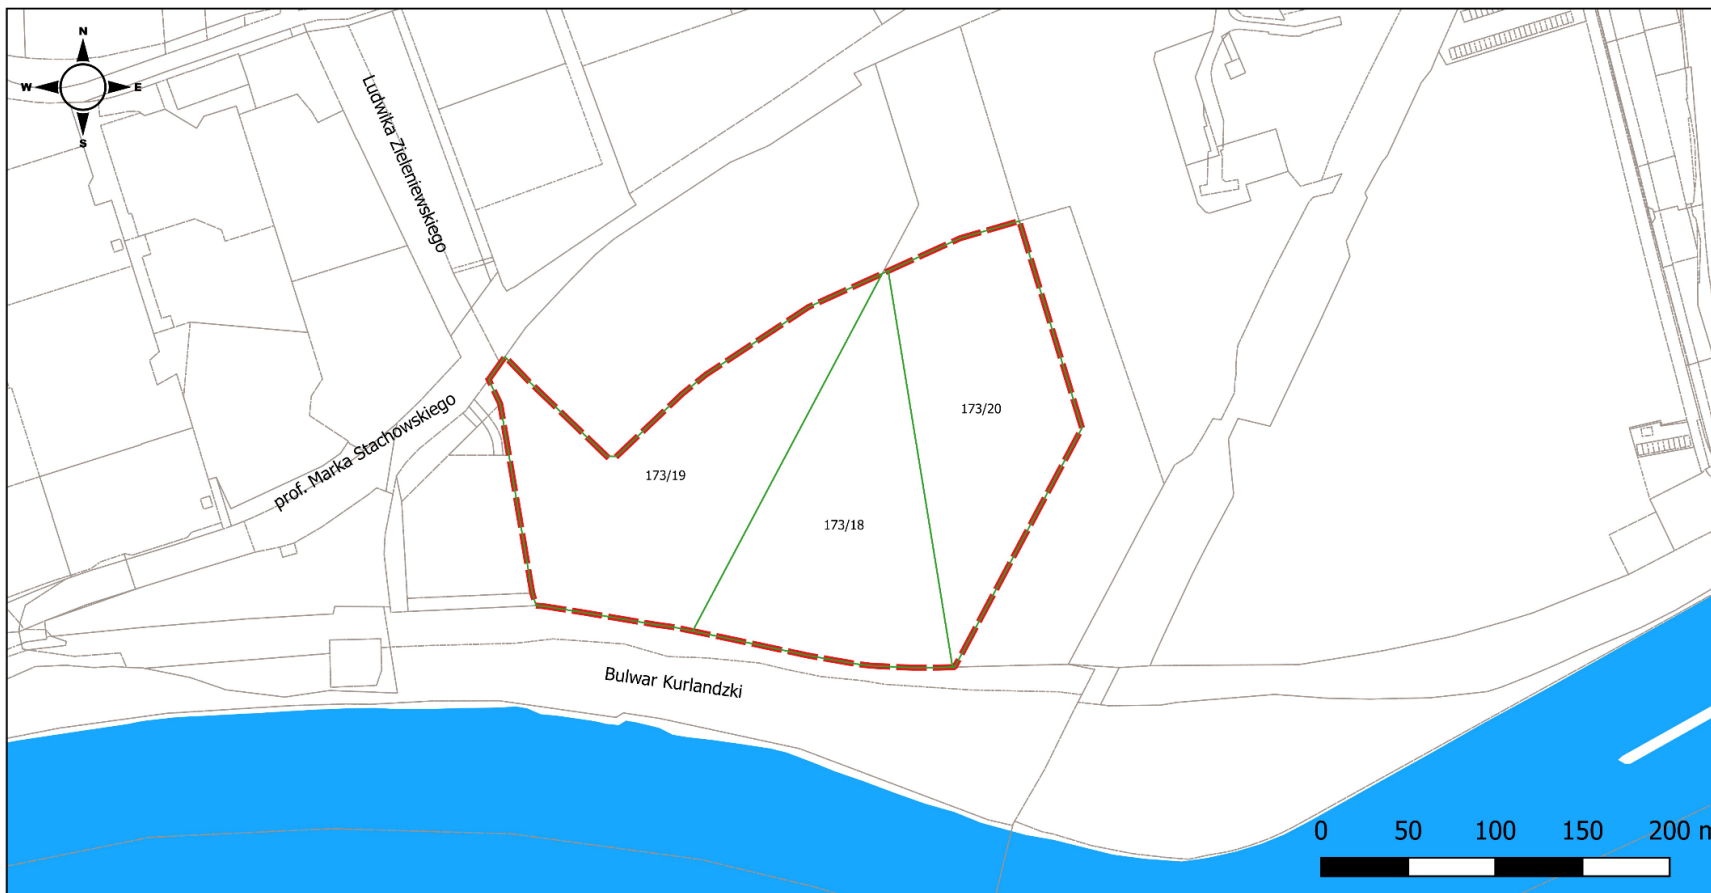 N
W E
S
Ludwika Zieleniewskiego
173/20
prof. Marka Stachowskiego
173/19
173/18
Bulwar Kurlandzki
0 50 100 150 200 m